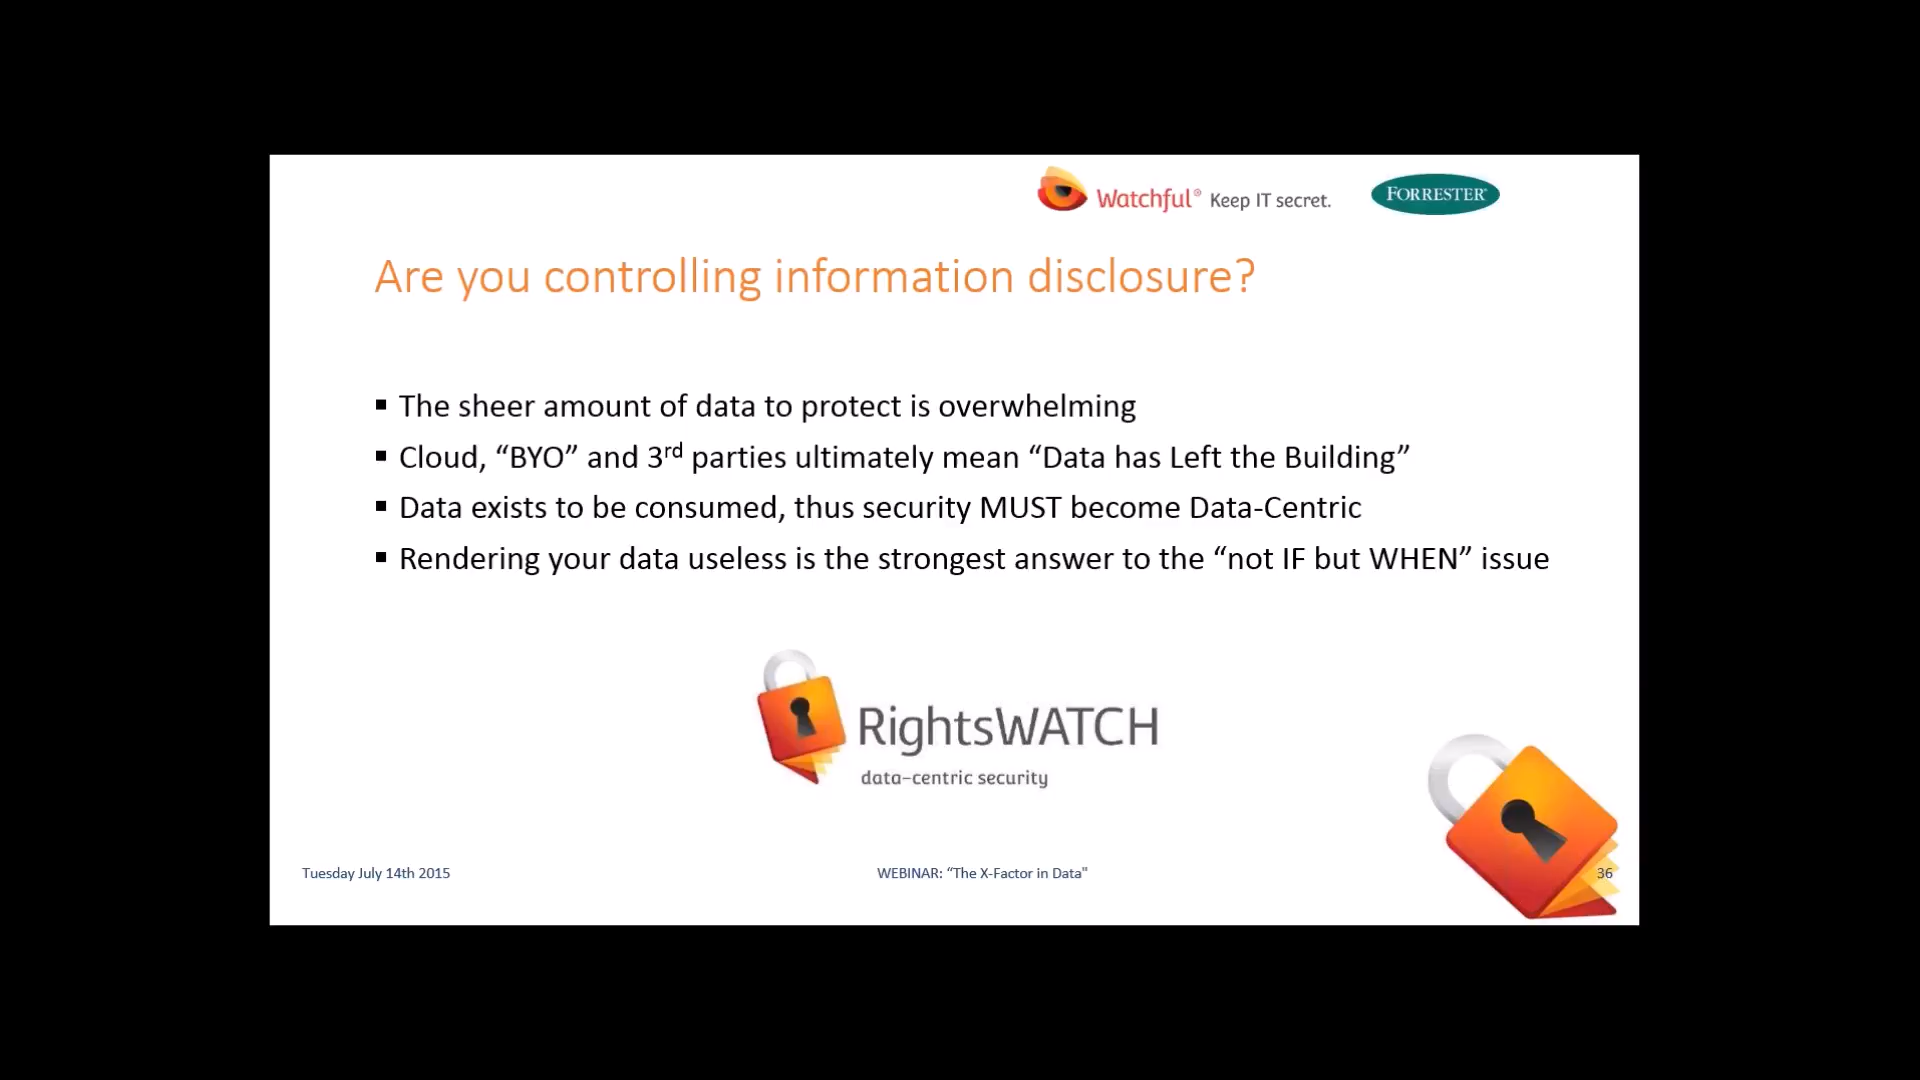 Watchful® Keep IT secret.
FORRESTER®
Are you controlling information disclosure?
▪ The sheer amount of data to protect is overwhelming
▪ Cloud, “BYO” and 3rd parties ultimately mean “Data has Left the Building”
▪ Data exists to be consumed, thus security MUST become Data-Centric
▪ Rendering your data useless is the strongest answer to the “not IF but WHEN” issue
RightsWATCH
data-centric security
Tuesday July 14th 2015
WEBINAR: “The X-Factor in Data"
36